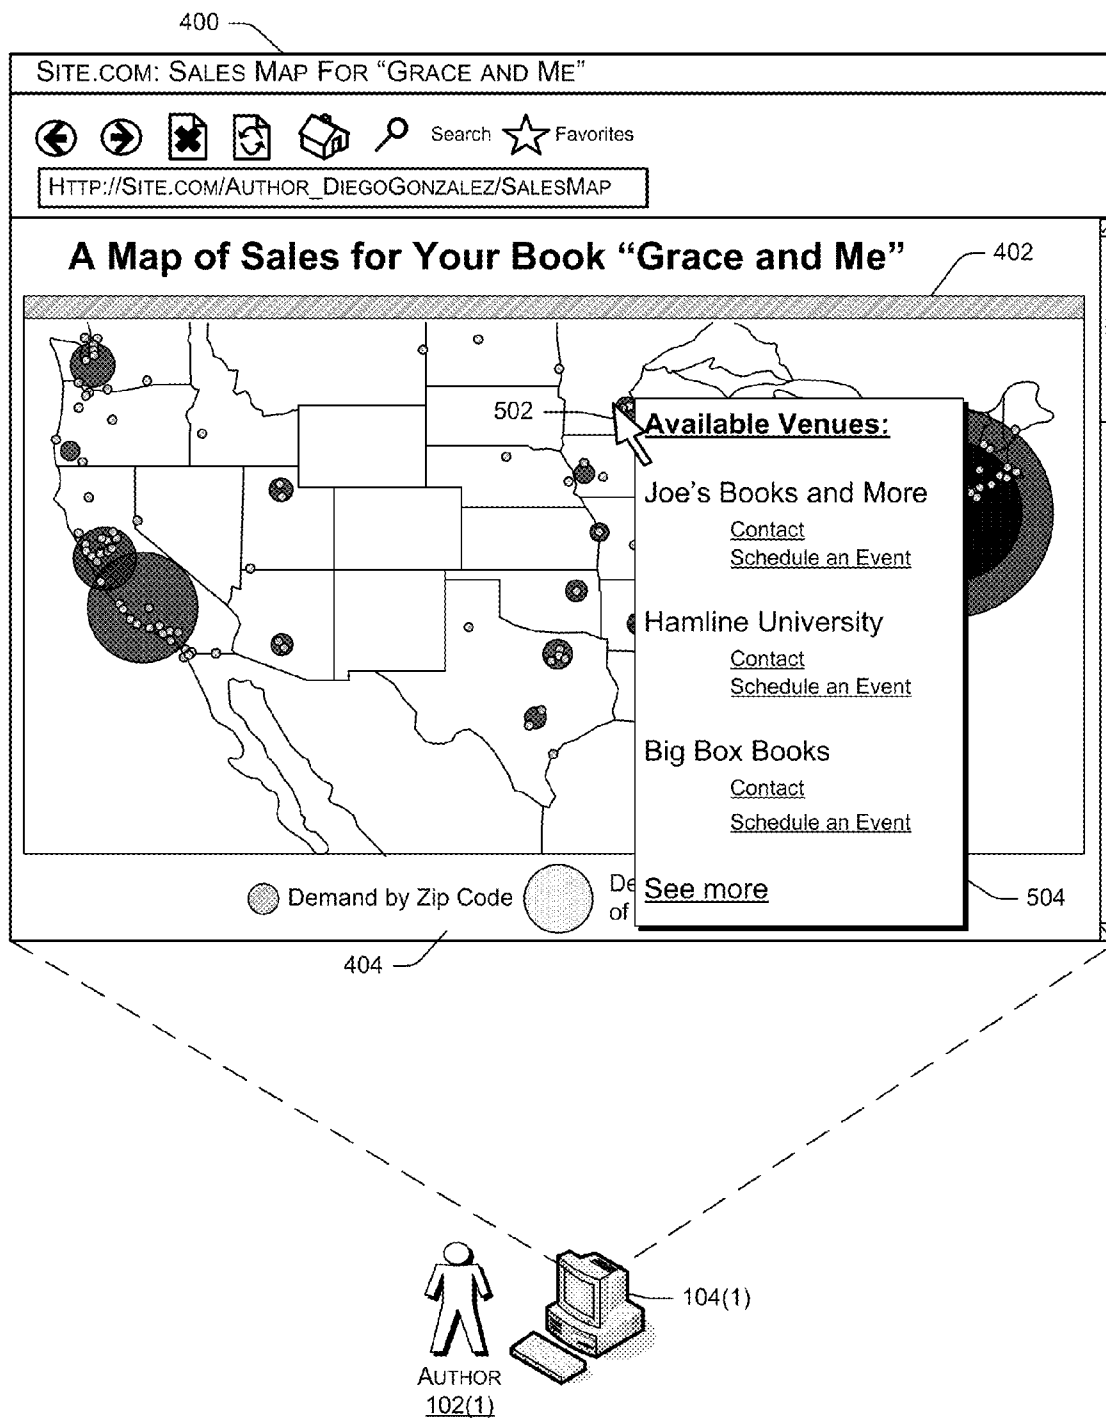 400
SITE.COM: SALES MAP FOR “GRACE AND ME”
Search Favorites
HTTP://SITE.COM/AUTHOR_DIEGOGONZALEZ/SALESMAP
A Map of Sales for Your Book “Grace and Me”
402
502
Available Venues:
Joe's Books and More
Contact
Schedule an Event
Hamline University
Contact
Schedule an Event
Big Box Books
Contact
Schedule an Event
See more
504
Demand by Zip Code
De
of
404
104(1)
AUTHOR
102(1)